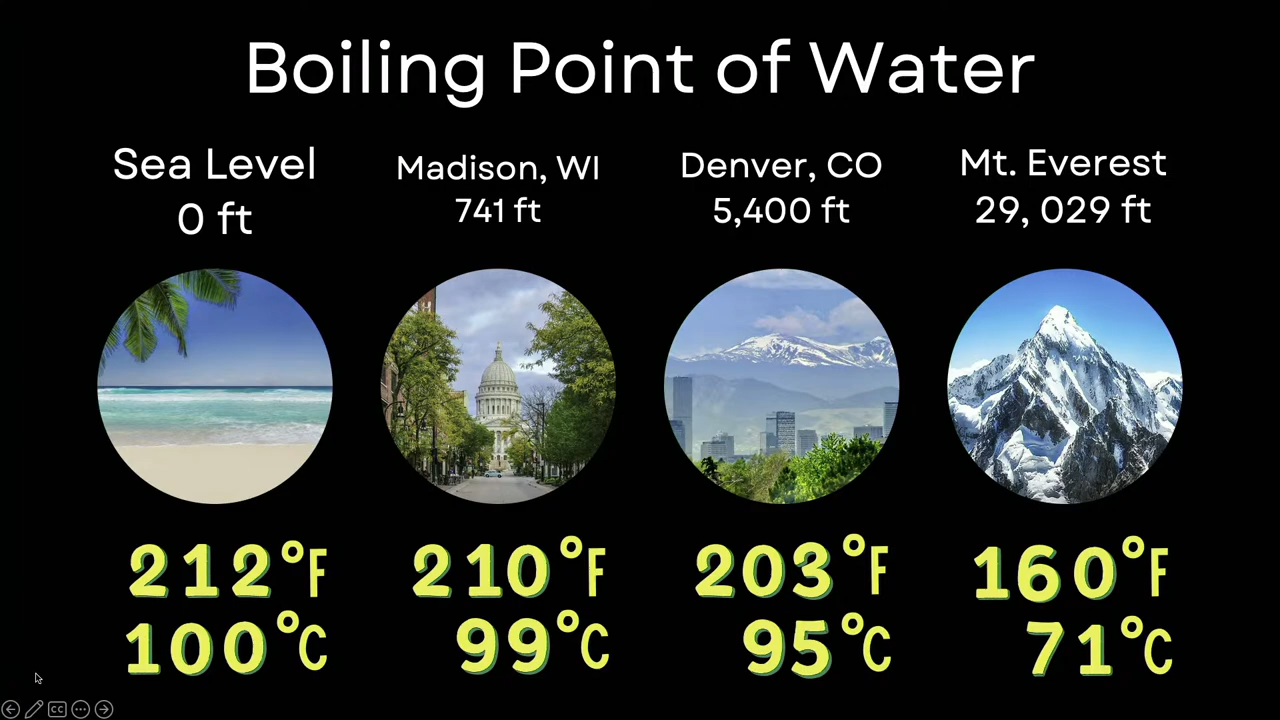 Boiling Point of Water
Sea Level
0 ft
Madison, WI
741 ft
Denver, CO
5,400 ft
Mt. Everest
29, 029 ft
212°F
100°C
210°F
99°C
203°F
95°C
160°F
71°C
CC